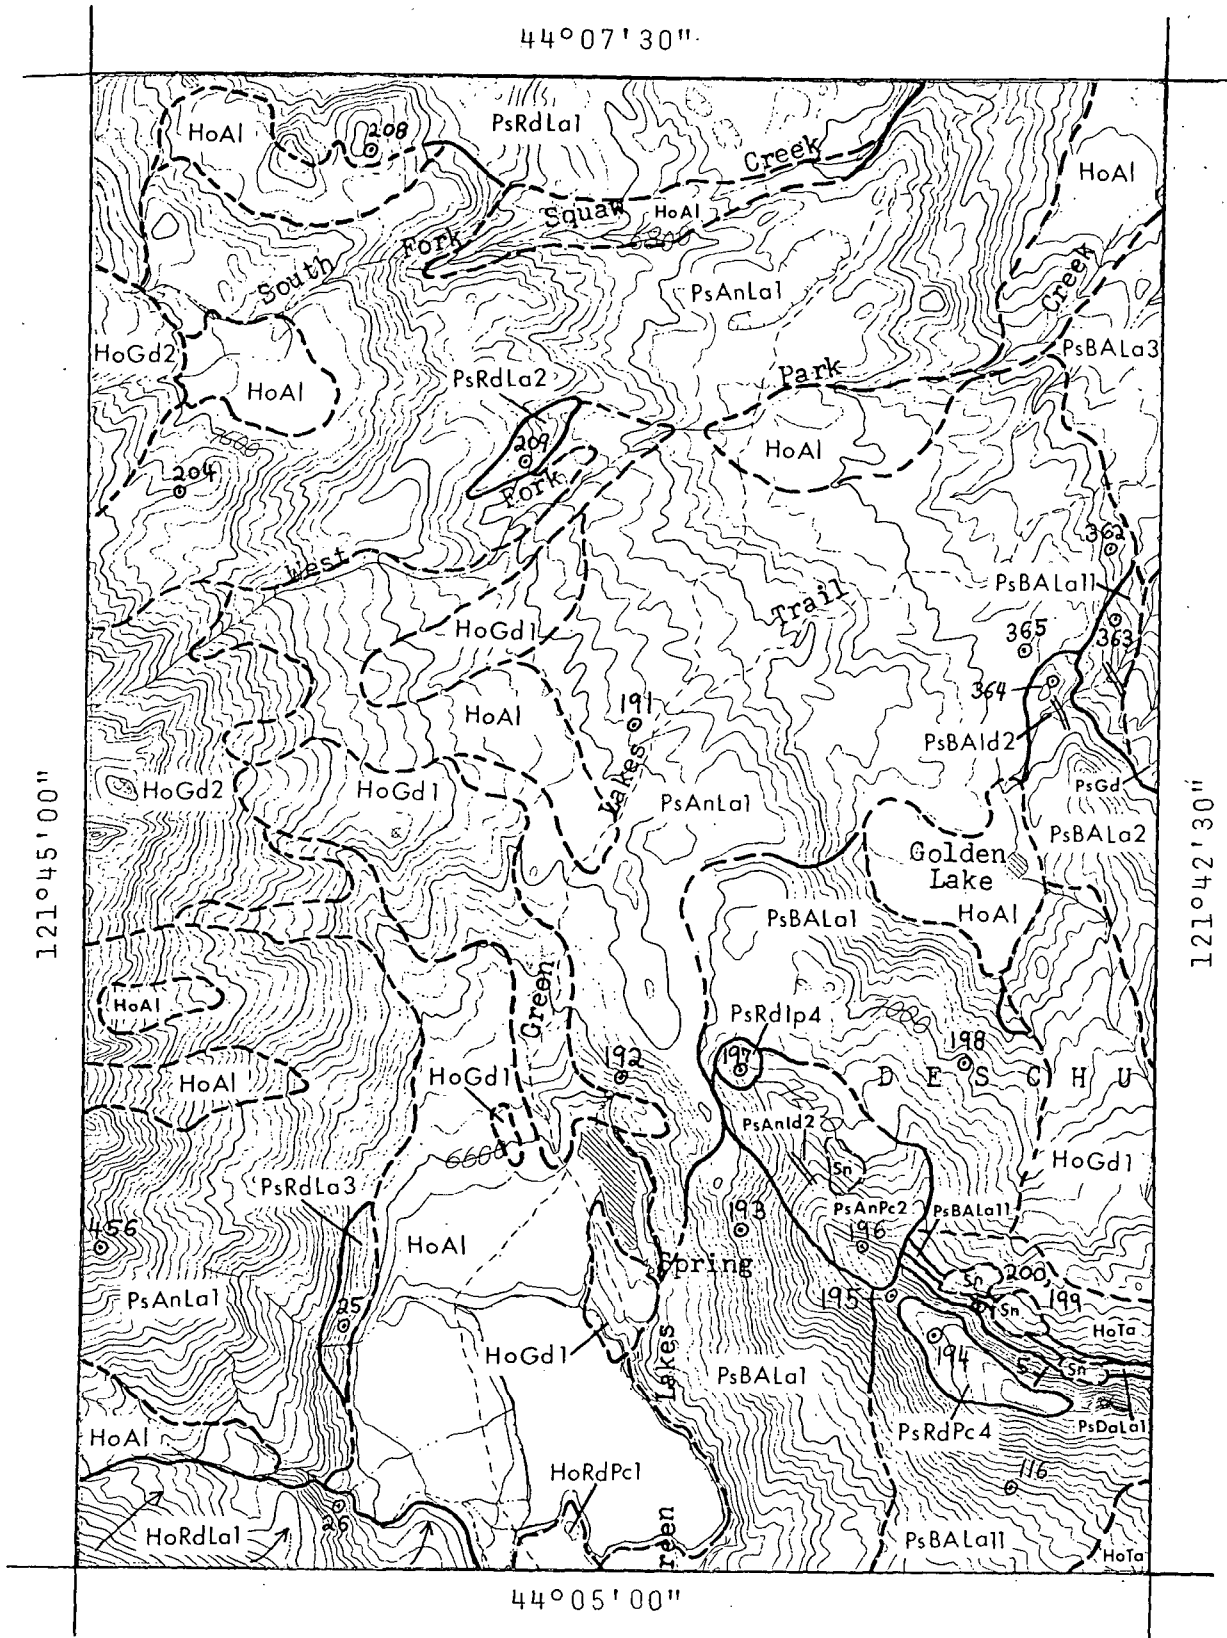 44°07'30"
HoAl
208
PsRdLa1
Creek
HoAl
Squaw
HoAl
Fork
6800
South
Creek
PsAnLa1
HoGd2
HoAl
PsRdLa2
Park
PsBALa3
7600
HoAl
204
209
Fork
West
362
PsBALa11
Trail
HoGd1
365
363
364
HoAl
191
PsBAId2
PsGd
HoGd2
HoGd1
Lakes
PsAnLa1
PsBALa2
121°45'00"
121°42'30"
Golden
Lake
HoAl
PsBALa1
Green
HoAl
PsRdIp4
7000
192
197
198
HoAl
HoGd1
D E S C H U
PsAnId2
6600
Sn
HoGd1
PsRdLa3
193
PsAnPc2
PsBALa11
456
HoAl
196
Spring
Sn
200
PsAnLa1
195
Sn
199
25
HoTa
HoGd1
194
Lakes
PsBALa1
Sn
Sn
HoAl
PsRdPc4
PsDaLa1
HoRdPc1
116
26
HoRdLa1
reen
PsBALa11
HoTa
44°05'00"